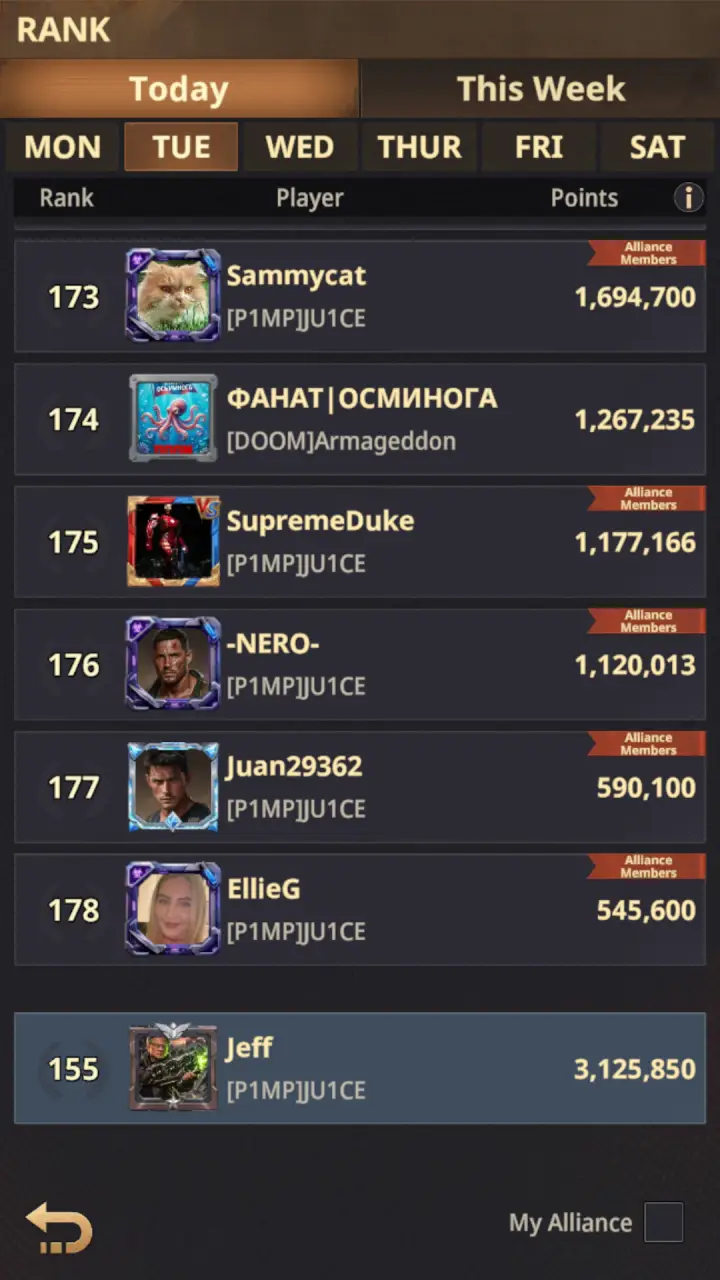 RANK
Today
This Week
MON
TUE
WED
THUR
FRI
SAT
Rank
Player
Points
i
Alliance
Members
173
Sammycat
1,694,700
[P1MP]JU1CE
174
ФАНАТ|ОСМИНОГА
1,267,235
[DOOM]Armageddon
Alliance
Members
VS
175
SupremeDuke
1,177,166
[P1MP]JU1CE
Alliance
Members
176
-NERO-
1,120,013
[P1MP]JU1CE
Alliance
Members
177
Juan29362
590,100
[P1MP]JU1CE
Alliance
Members
178
EllieG
545,600
[P1MP]JU1CE
155
Jeff
3,125,850
[P1MP]JU1CE
My Alliance